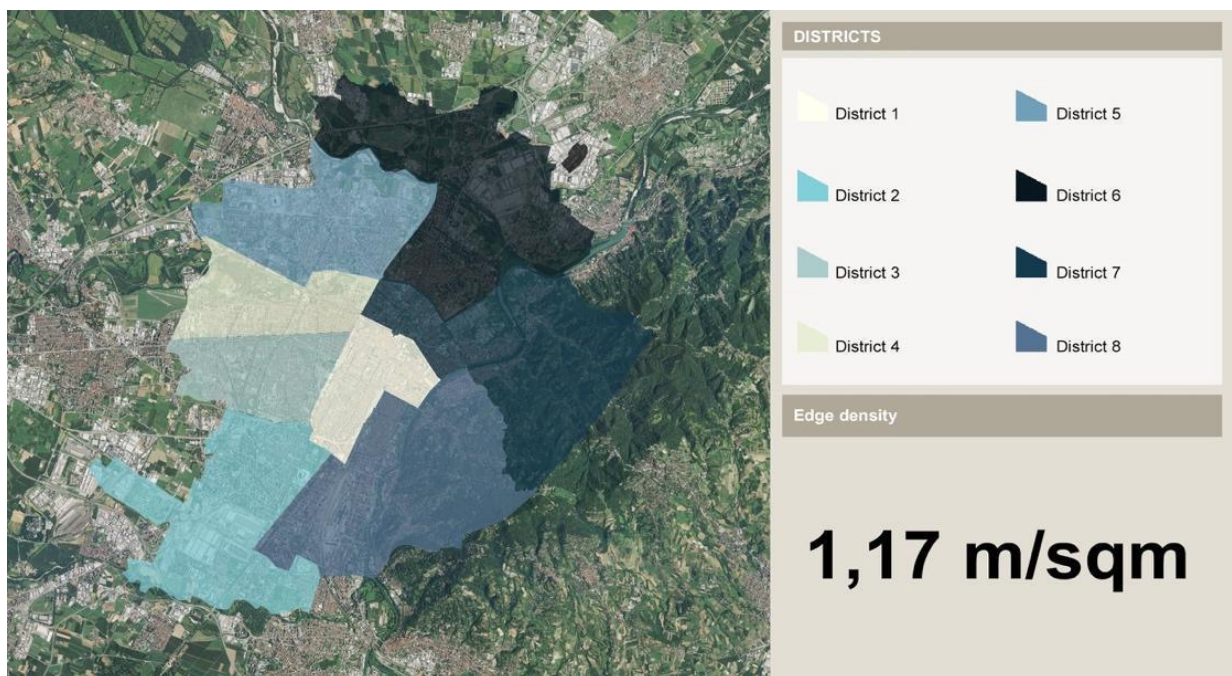 DISTRICTS
District 1
District 5
District 2
District 6
District 3
District 7
District 4
District 8
Edge density
1,17 m/sqm